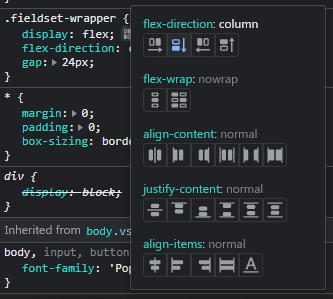 .fieldset-wrapper
display: flex;
flex-direction:
gap: 24px;
}
* {
margin: 0;
padding: 0;
box-sizing:
}
div {
display: block;
}
Inherited from body.vs
body, input, button
font-family:
}
flex-direction: column
flex-wrap: nowrap
align-content: normal
justify-content: normal
align-items: normal